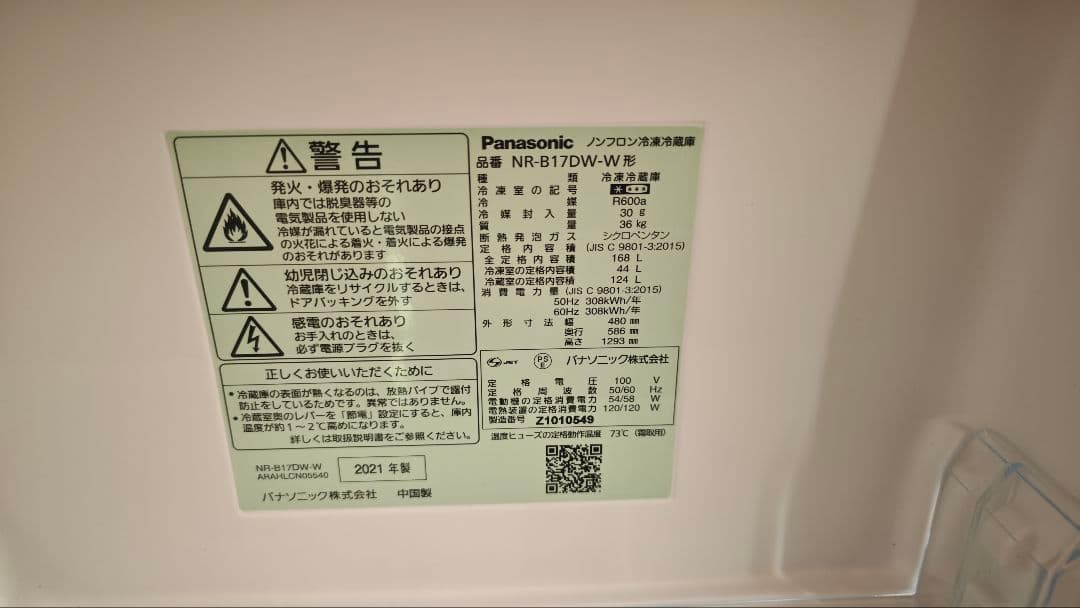 警告
発火・爆発のおそれあり
庫内では脱臭器等の
電気製品を使用しない
冷媒が漏れていると電気製品の接点
の火花による着火・着火による爆発
のおそれがあります
幼児閉じ込みのおそれあり
冷蔵庫をリサイクルするときは、
ドアパッキングを外す
感電のおそれあり
お手入れのときは、
必ず電源プラグを抜く
正しくお使いいただくために
・冷蔵庫の表面が熱くなるのは、放熱パイプで露付
防止をしているためです。異常ではありません。
・冷蔵室奥のレバーを「節電」設定にすると、庫内
温度が約1～2℃高めになります。
詳しくは取扱説明書をご参照ください。
NR-B17DW-W
ARAHLCN05540
2021年製
パナソニック株式会社 中国製
Panasonic ノンフロン冷凍冷蔵庫
品番 NR-B17DW-W形
種類 冷凍冷蔵庫
冷凍室の記号
冷媒 R600a
冷媒封入量 30 g
質量 36 kg
断熱発泡ガス シクロペンタン
定格内容積 (JIS C 9801-3:2015)
全定格内容積 168 L
冷凍室の定格内容積 44 L
冷蔵室の定格内容積 124 L
消費電力量 (JIS C 9801-3:2015)
50Hz 308kWh/年
60Hz 308kWh/年
外形寸法 幅 480 mm
奥行 586 mm
高さ 1293 mm
JET PS E パナソニック株式会社
定格電圧 100 V
定格周波数 50/60 Hz
電動機の定格消費電力 54/58 W
電熱装置の定格消費電力 120/120 W
製造番号 Z1010549
温度ヒューズの定格動作温度 73℃（霜取用）